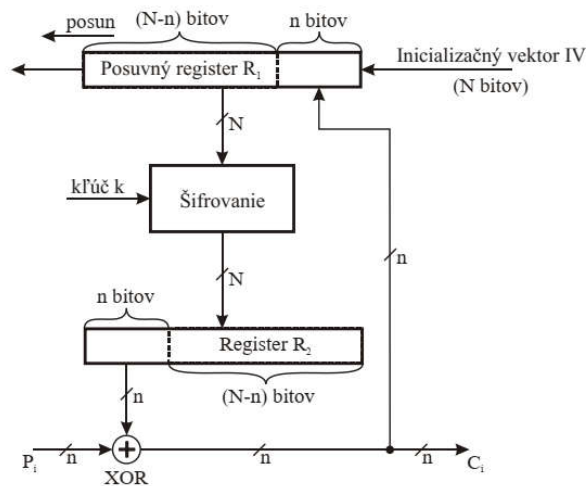 posun
(N-n) bitov
n bitov
Posuvný register R₁
Inicializačný vektor IV
(N bitov)
N
kľúč k
Šifrovanie
n
N
n bitov
Register R₂
n
(N-n) bitov
Pᵢ
n
XOR
n
n
Cᵢ